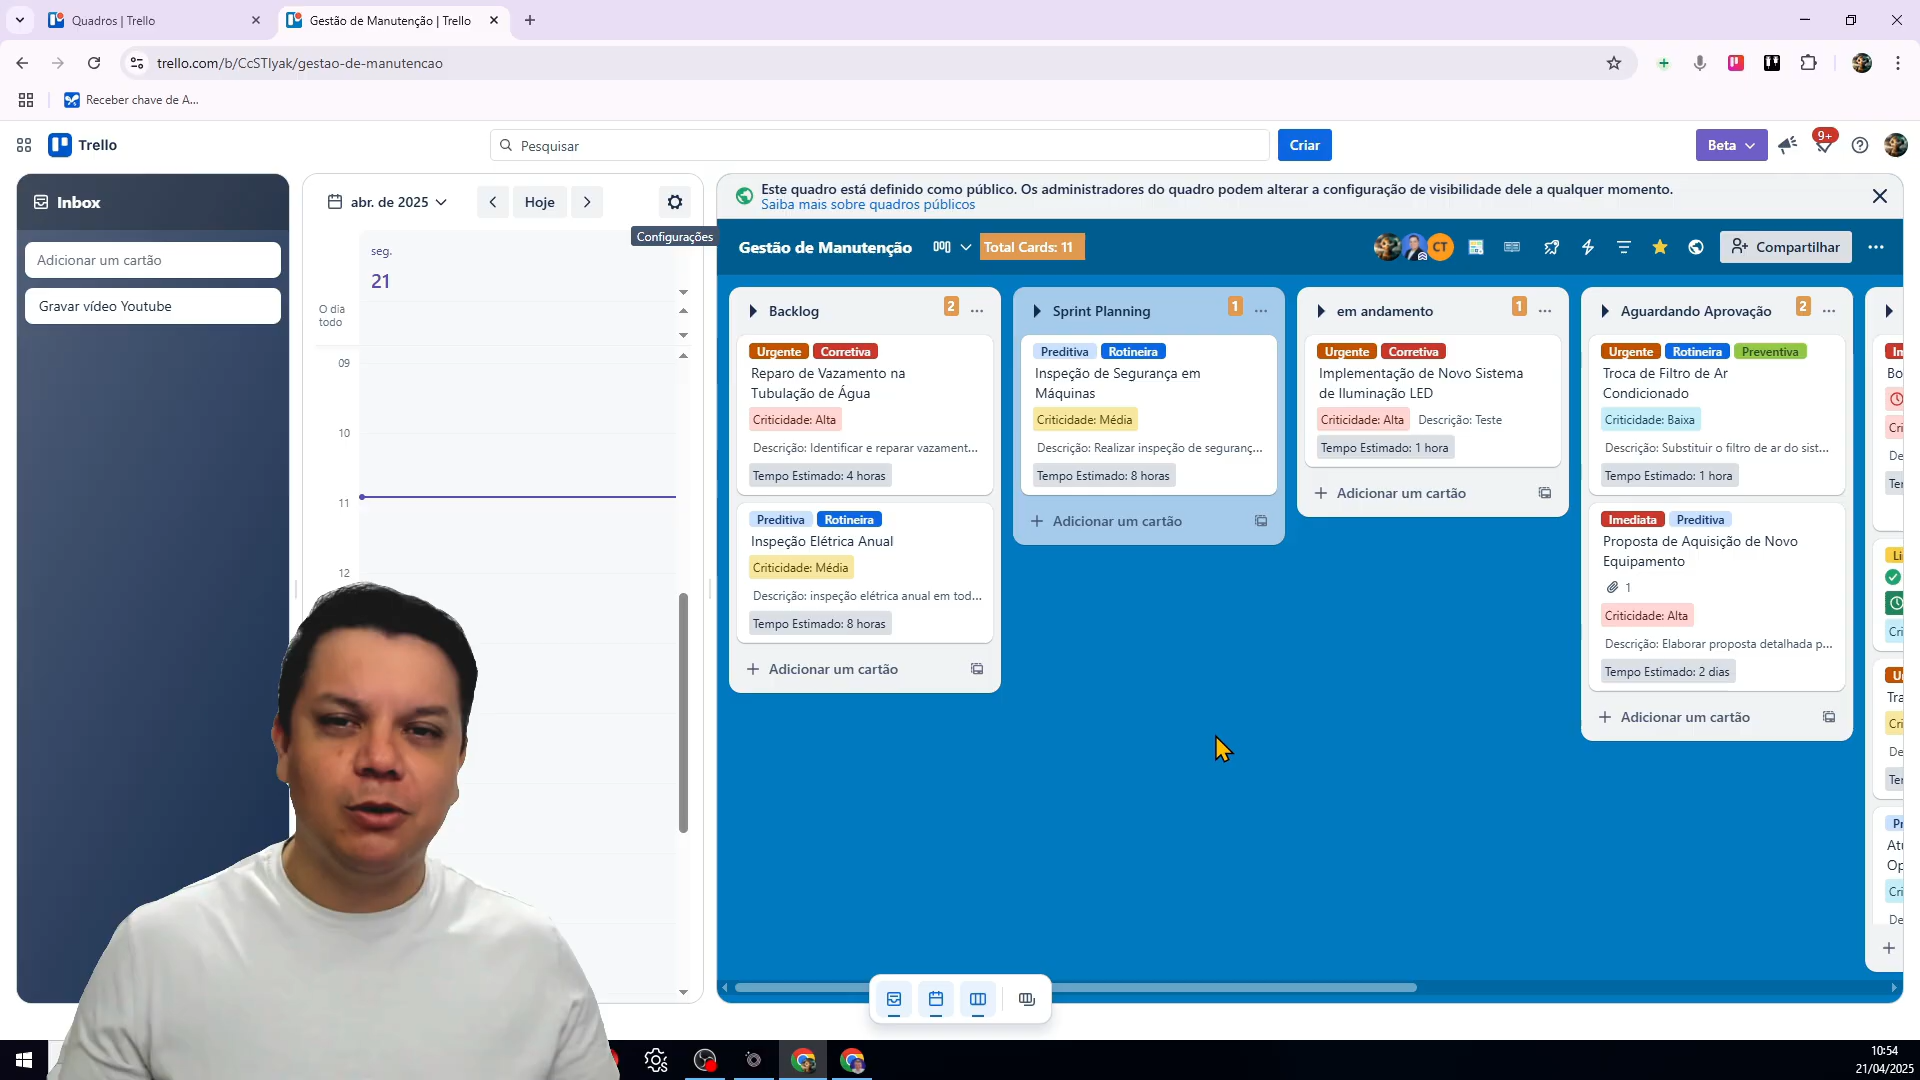 Quadros | Trello
Gestão de Manutenção | Trello
trello.com/b/CcSTIyak/gestao-de-manutencao
Receber chave de A...
Trello
Pesquisar
Criar
Beta
9+
Inbox
Adicionar um cartão
Gravar vídeo Youtube
abr. de 2025
Hoje
Configurações
seg.
21
O dia
todo
09
10
11
12
Este quadro está definido como público. Os administradores do quadro podem alterar a configuração de visibilidade dele a qualquer momento.
Saiba mais sobre quadros públicos
Gestão de Manutenção
Total Cards: 11
CT
Compartilhar
Backlog
2
Urgente
Corretiva
Reparo de Vazamento na
Tubulação de Água
Criticidade: Alta
Descrição: Identificar e reparar vazament...
Tempo Estimado: 4 horas
Preditiva
Rotineira
Inspeção Elétrica Anual
Criticidade: Média
Descrição: inspeção elétrica anual em tod...
Tempo Estimado: 8 horas
Adicionar um cartão
Sprint Planning
1
Preditiva
Rotineira
Inspeção de Segurança em
Máquinas
Criticidade: Média
Descrição: Realizar inspeção de seguranç...
Tempo Estimado: 8 horas
Adicionar um cartão
em andamento
1
Urgente
Corretiva
Implementação de Novo Sistema
de Iluminação LED
Criticidade: Alta
Descrição: Teste
Tempo Estimado: 1 hora
Adicionar um cartão
Aguardando Aprovação
2
Urgente
Rotineira
Preventiva
Troca de Filtro de Ar
Condicionado
Criticidade: Baixa
Descrição: Substituir o filtro de ar do sist...
Tempo Estimado: 1 hora
Imediata
Preditiva
Proposta de Aquisição de Novo
Equipamento
1
Criticidade: Alta
Descrição: Elaborar proposta detalhada p...
Tempo Estimado: 2 dias
Adicionar um cartão
10:54
21/04/2025